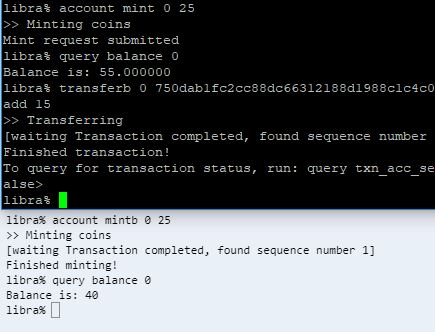 libra% account mint 0 25
>> Minting coins
Mint request submitted
libra% query balance 0
Balance is: 55.000000
libra% transferb 0 750dab1fc2cc88dc66312188d1988c1c4c0
add 15
>> Transferring
[waiting Transaction completed, found sequence number
Finished transaction!
To query for transaction status, run: query txn_acc_se
alse>
libra%
libra% account mintb 0 25
>> Minting coins
[waiting Transaction completed, found sequence number 1]
Finished minting!
libra% query balance 0
Balance is: 40
libra%